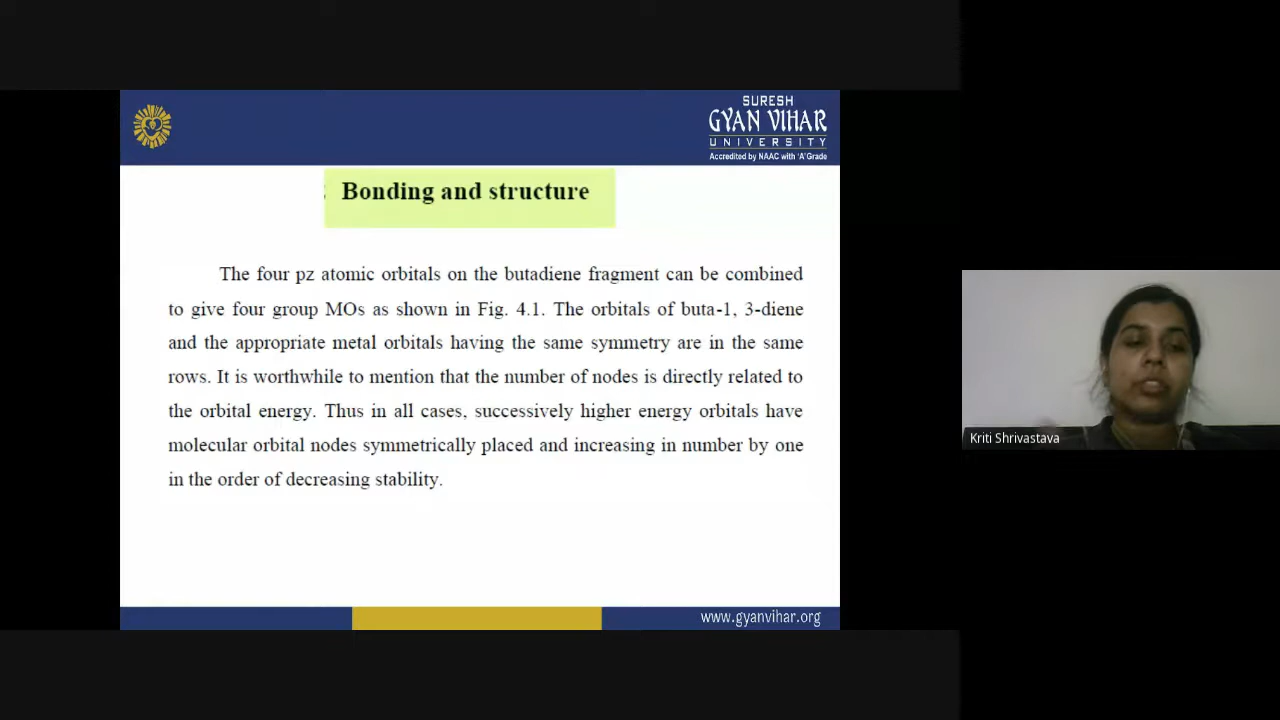 SURESH
GYAN VIHAR
UNIVERSITY
Accredited by NAAC with 'A' Grade
Bonding and structure
The four pz atomic orbitals on the butadiene fragment can be combined
to give four group MOs as shown in Fig. 4.1. The orbitals of buta-1, 3-diene
and the appropriate metal orbitals having the same symmetry are in the same
rows. It is worthwhile to mention that the number of nodes is directly related to
the orbital energy. Thus in all cases, successively higher energy orbitals have
molecular orbital nodes symmetrically placed and increasing in number by one
in the order of decreasing stability.
Kriti Shrivastava
www.gyanvihar.org